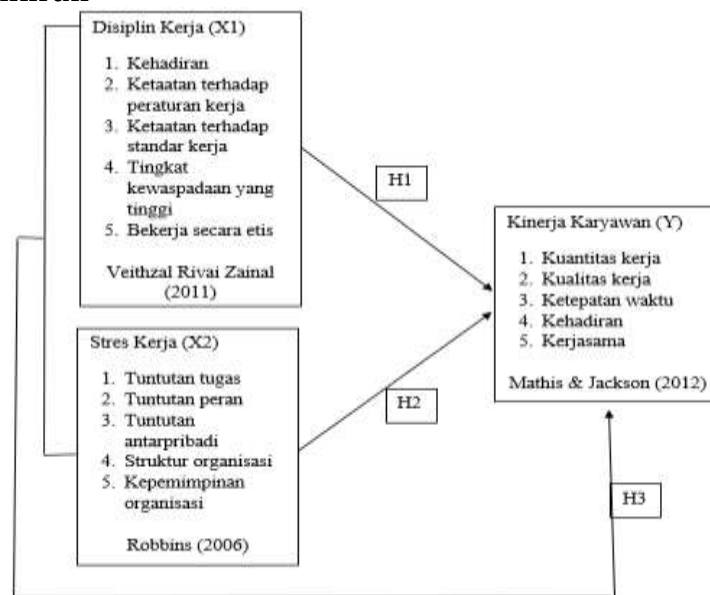 Disiplin Kerja (X1)
1. Kehadiran
2. Ketaatan terhadap
peraturan kerja
3. Ketaatan terhadap
standar kerja
4. Tingkat
kewaspadaan yang
tinggi
5. Bekerja secara etis
Veithzal Rivai Zainal
(2011)
H1
Stres Kerja (X2)
1. Tuntutan tugas
2. Tuntutan peran
3. Tuntutan
antarpribadi
4. Struktur organisasi
5. Kepemimpinan
organisasi
Robbins (2006)
H2
Kinerja Karyawan (Y)
1. Kuantitas kerja
2. Kualitas kerja
3. Ketepatan waktu
4. Kehadiran
5. Kerjasama
Mathis & Jackson (2012)
H3